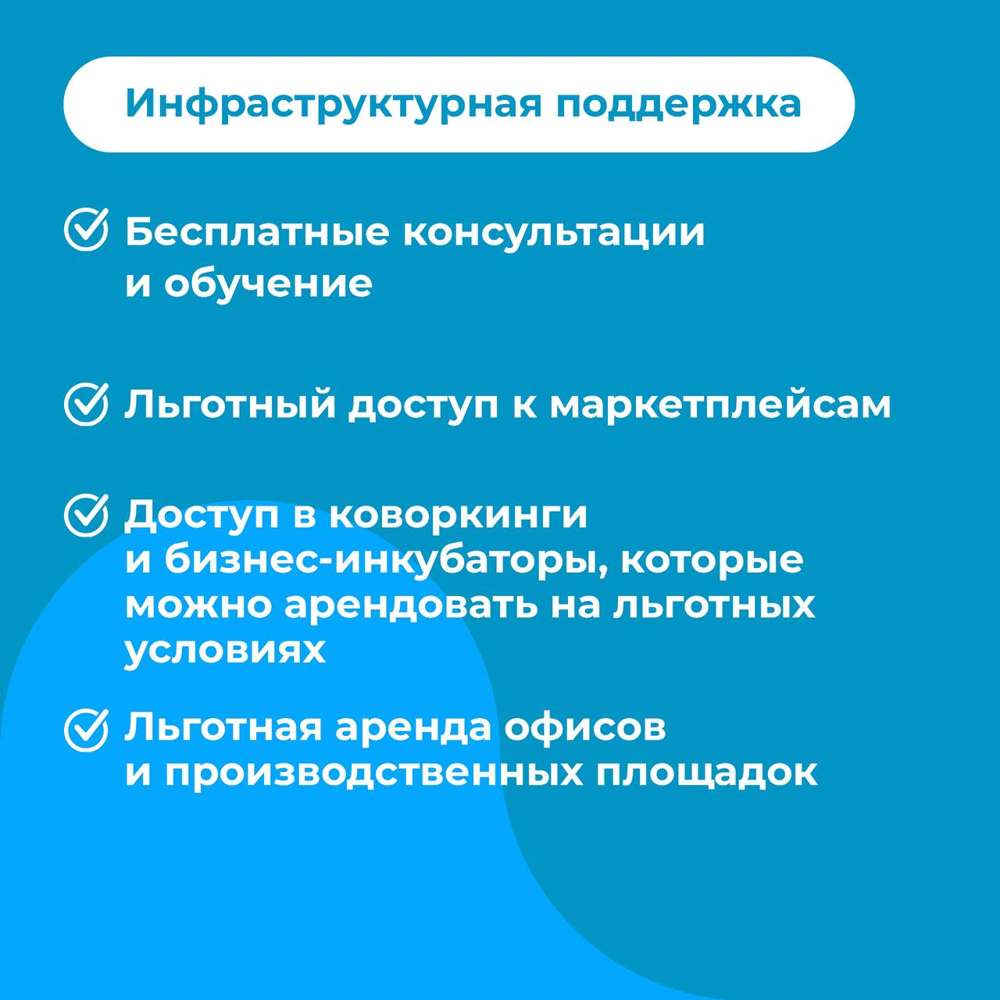 Инфраструктурная поддержка
Бесплатные консультации
и обучение
Льготный доступ к маркетплейсам
Доступ в коворкинги
и бизнес-инкубаторы, которые
можно арендовать на льготных
условиях
Льготная аренда офисов
и производственных площадок